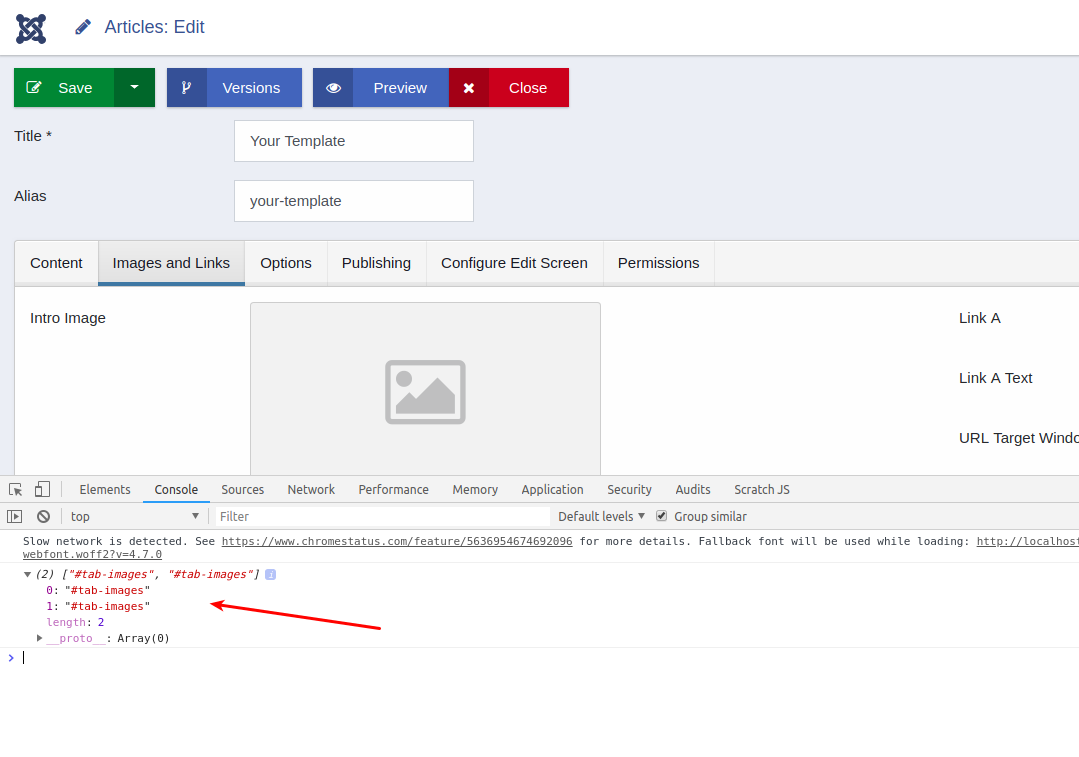 Articles: Edit
Save
Versions
Preview
Close
Title *
Your Template
Alias
your-template
Content
Images and Links
Options
Publishing
Configure Edit Screen
Permissions
Intro Image
Link A
Link A Text
URL Target Windo
Elements
Console
Sources
Network
Performance
Memory
Application
Security
Audits
Scratch JS
top
Filter
Default levels
Group similar
Slow network is detected. See https://www.chromestatus.com/feature/5636954674692096 for more details. Fallback font will be used while loading: http://localhost
webfont.woff2?v=4.7.0
(2) ["#tab-images", "#tab-images"] i
0: "#tab-images"
1: "#tab-images"
length: 2
__proto__: Array(0)